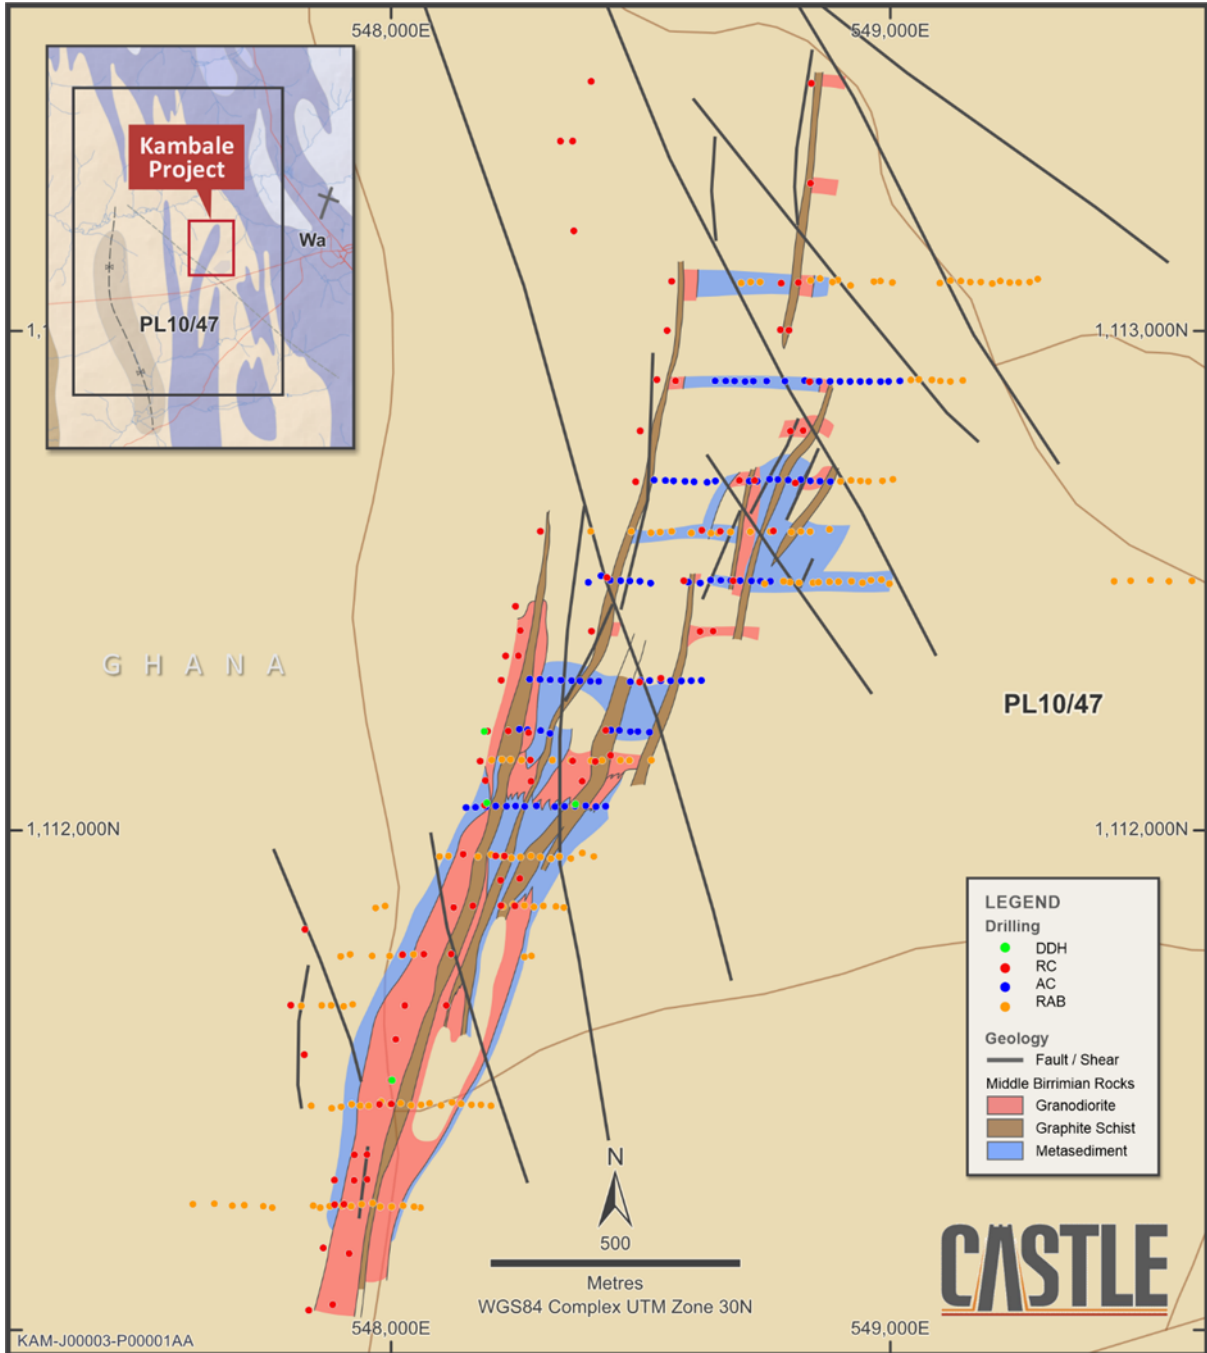 548,000E
549,000E
Kambale
Project
Wa
PL10/47
1,113,000N
GHANA
PL10/47
1,112,000N
1,112,000N
LEGEND
Drilling
DDH
RC
AC
RAB
Geology
Fault / Shear
Middle Birrimian Rocks
Granodiorite
Graphite Schist
Metasediment
N
500
Metres
WGS84 Complex UTM Zone 30N
CASTLE
548,000E
549,000E
KAM-J00003-P00001AA